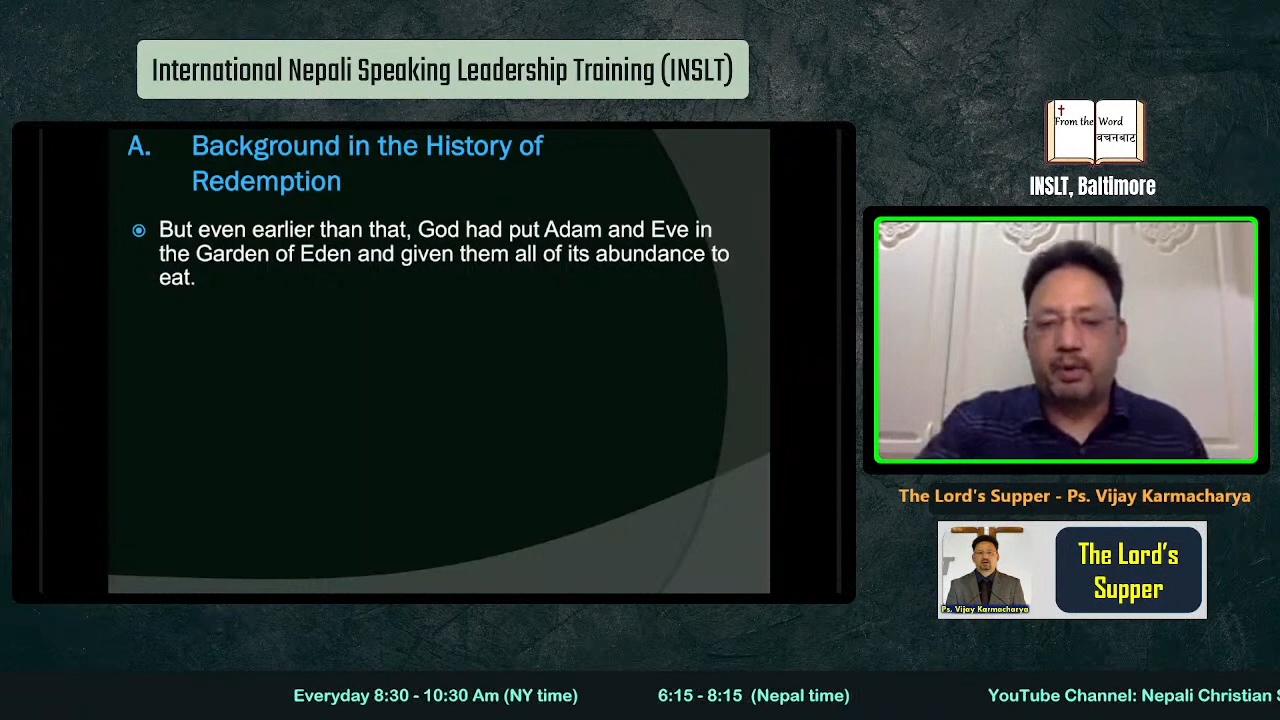 International Nepali Speaking Leadership Training (INSLT)
A. Background in the History of
Redemption
But even earlier than that, God had put Adam and Eve in
the Garden of Eden and given them all of its abundance to
eat.
From the Word
वचनबाट
INSLT, Baltimore
The Lord's Supper - Ps. Vijay Karmacharya
Ps. Vijay Karmacharya
The Lord's
Supper
Everyday 8:30 - 10:30 Am (NY time) 6:15 - 8:15 (Nepal time) YouTube Channel: Nepali Christian S